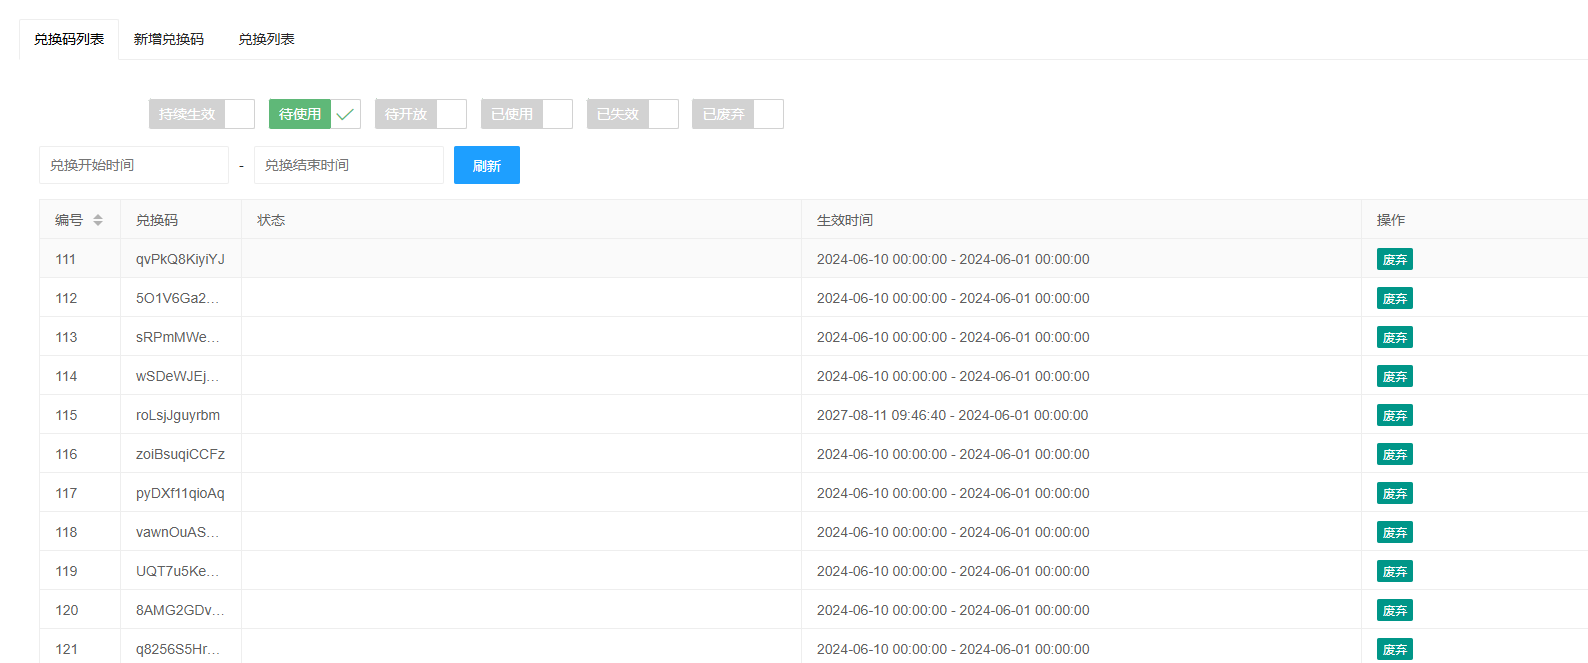 兑换码列表 新增兑换码 兑换列表
持续生效 待使用 待开放 已使用 已失效 已废弃
兑换开始时间 - 兑换结束时间 刷新
编号 兑换码 状态 生效时间 操作
111 qvPkQ8KiyiYJ 2024-06-10 00:00:00 - 2024-06-01 00:00:00 废弃
112 5O1V6Ga2... 2024-06-10 00:00:00 - 2024-06-01 00:00:00 废弃
113 sRPmMWe... 2024-06-10 00:00:00 - 2024-06-01 00:00:00 废弃
114 wSDeWJEj... 2024-06-10 00:00:00 - 2024-06-01 00:00:00 废弃
115 roLsjJguyrbm 2027-08-11 09:46:40 - 2024-06-01 00:00:00 废弃
116 zoiBsuqiCCFz 2024-06-10 00:00:00 - 2024-06-01 00:00:00 废弃
117 pyDXf11qioAq 2024-06-10 00:00:00 - 2024-06-01 00:00:00 废弃
118 vawnOuAS... 2024-06-10 00:00:00 - 2024-06-01 00:00:00 废弃
119 UQT7u5Ke... 2024-06-10 00:00:00 - 2024-06-01 00:00:00 废弃
120 8AMG2GDv... 2024-06-10 00:00:00 - 2024-06-01 00:00:00 废弃
121 q8256S5Hr... 2024-06-10 00:00:00 - 2024-06-01 00:00:00 废弃